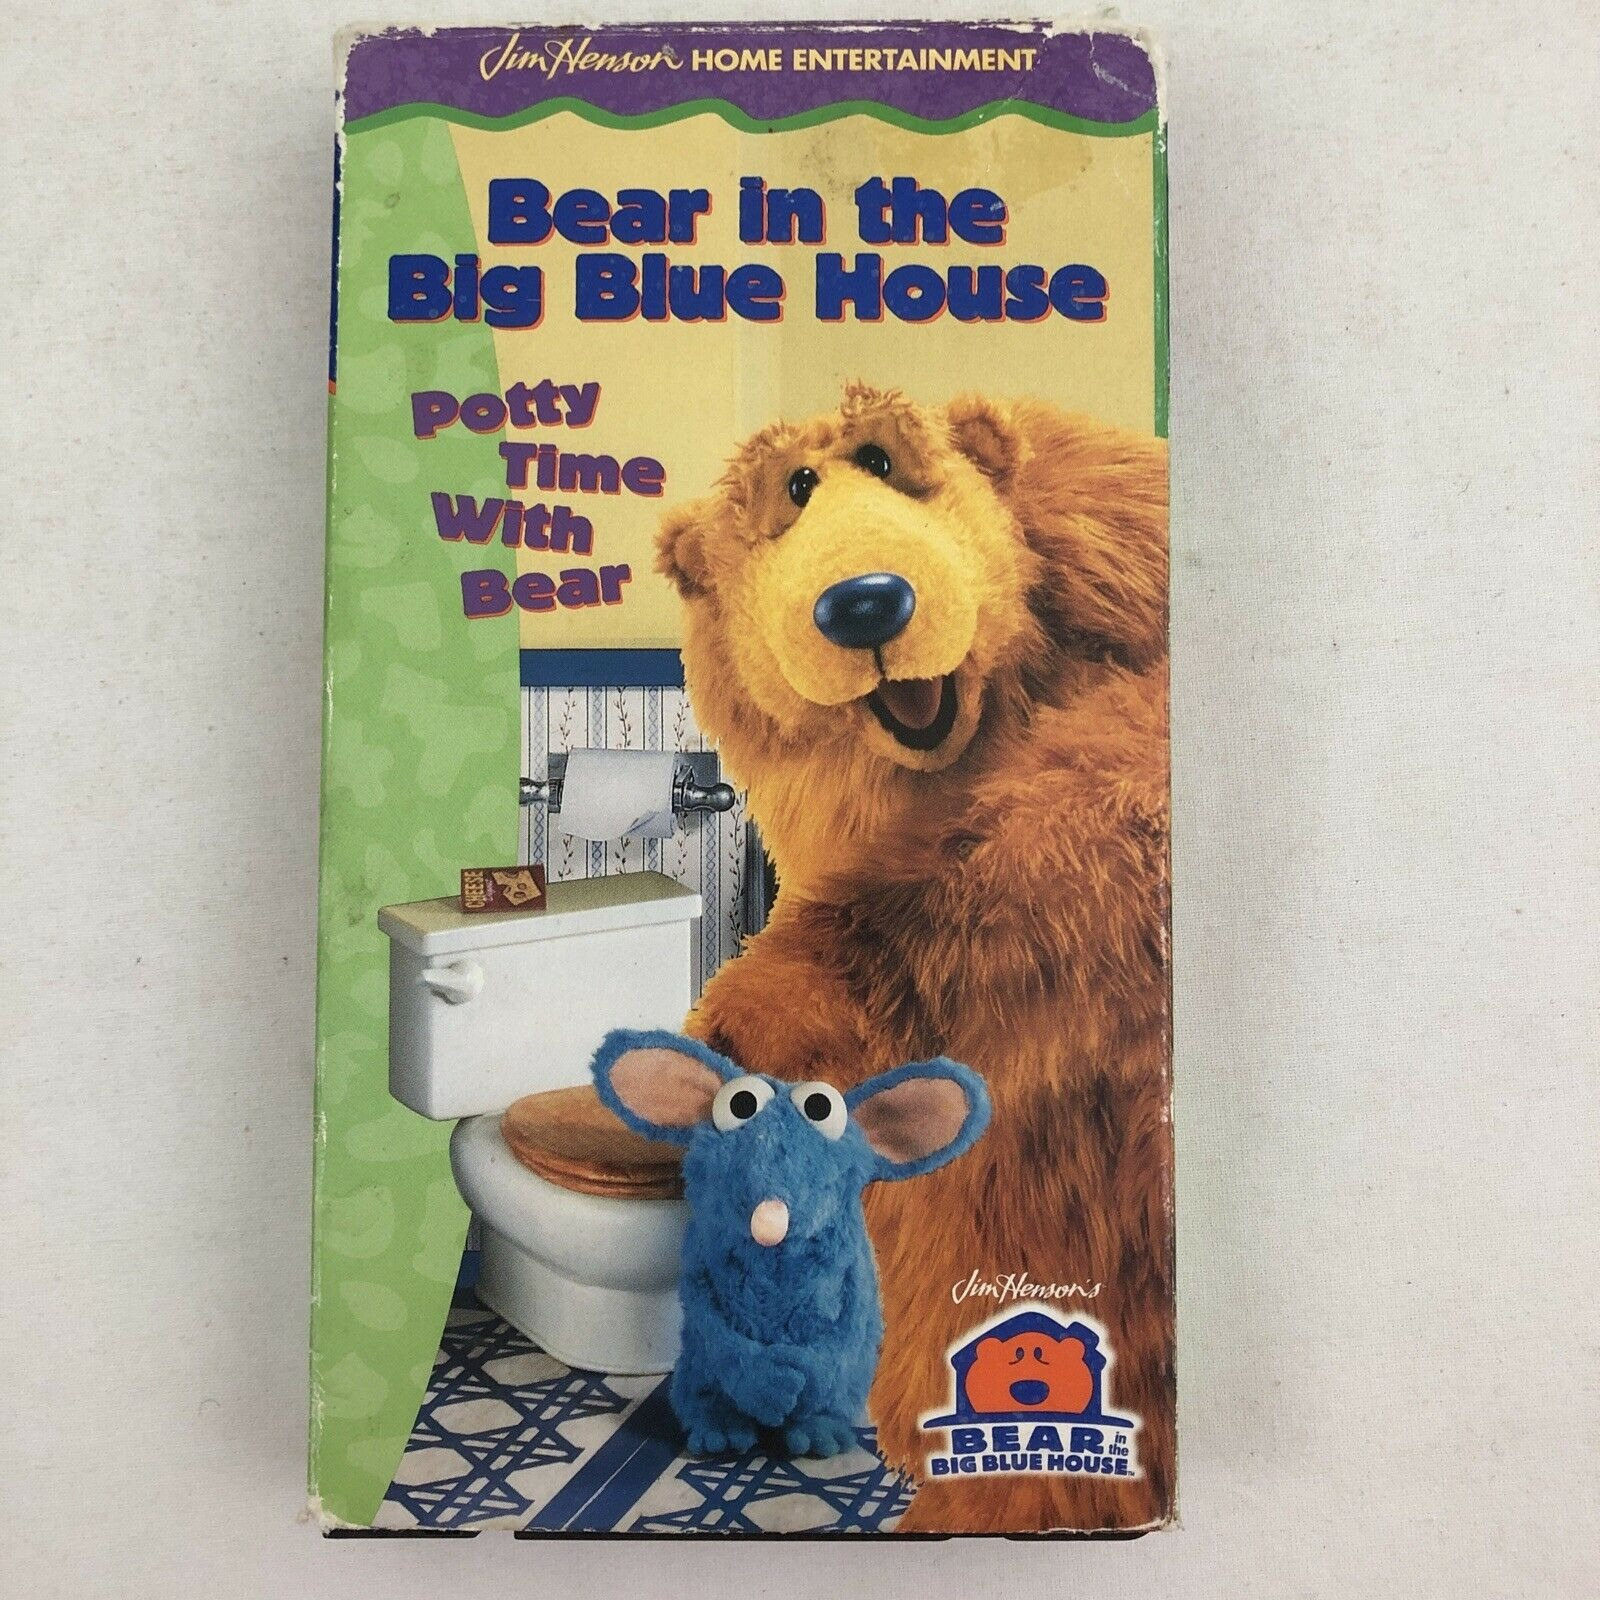 Jim Henson HOME ENTERTAINMENT
Bear in the
Big Blue House
Potty
Time
With
Bear
CHEESE
Jim Henson's
BEAR in the
BIG BLUE HOUSE™